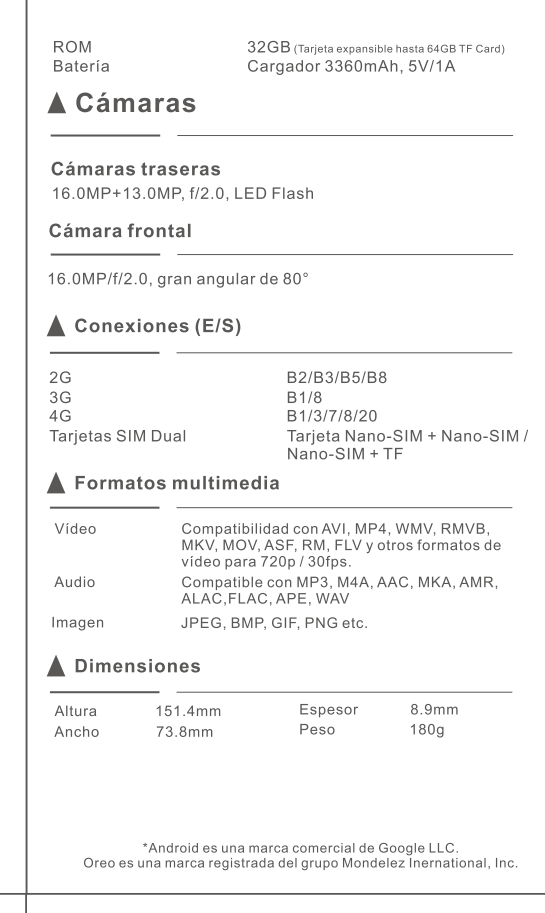 ROM 32GB (Tarjeta expansible hasta 64GB TF Card)
Batería Cargador 3360mAh, 5V/1A
Cámaras
Cámaras traseras
16.0MP+13.0MP, f/2.0, LED Flash
Cámara frontal
16.0MP/f/2.0, gran angular de 80°
Conexiones (E/S)
2G B2/B3/B5/B8
3G B1/8
4G B1/3/7/8/20
Tarjetas SIM Dual Tarjeta Nano-SIM + Nano-SIM /
Nano-SIM + TF
Formatos multimedia
Vídeo Compatibilidad con AVI, MP4, WMV, RMVB,
MKV, MOV, ASF, RM, FLV y otros formatos de
vídeo para 720p / 30fps.
Audio Compatible con MP3, M4A, AAC, MKA, AMR,
ALAC,FLAC, APE, WAV
Imagen JPEG, BMP, GIF, PNG etc.
Dimensiones
Altura 151.4mm Espesor 8.9mm
Ancho 73.8mm Peso 180g
*Android es una marca comercial de Google LLC.
Oreo es una marca registrada del grupo Mondelez Inernational, Inc.